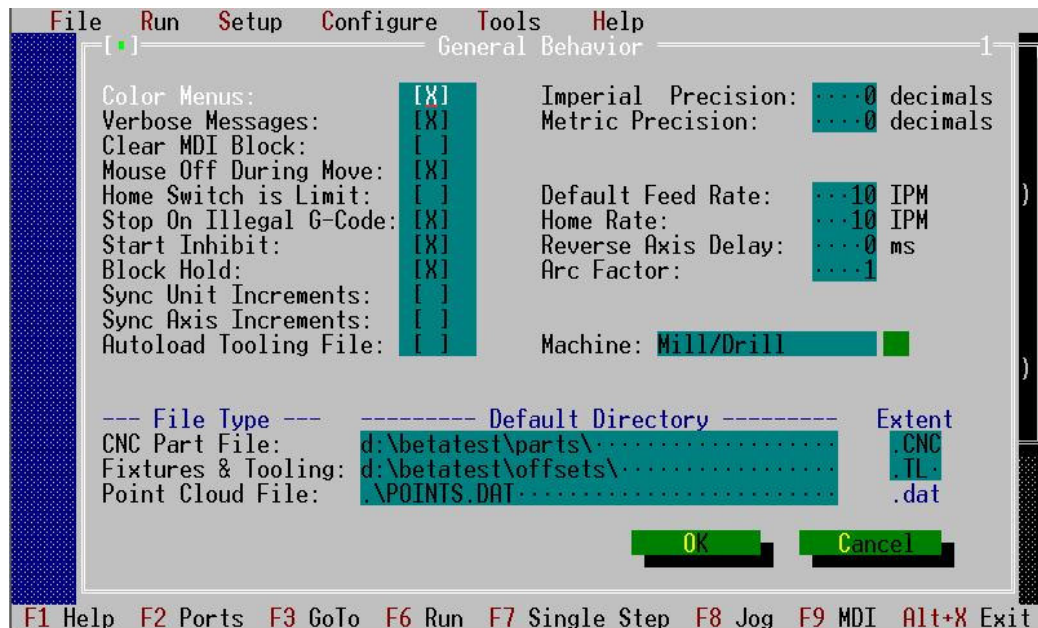 File Run Setup Configure Tools Help
[▪] General Behavior 1
Color Menus: [X] Imperial Precision: ····0 decimals
Verbose Messages: [X] Metric Precision: ····0 decimals
Clear MDI Block: [ ]
Mouse Off During Move: [X]
Home Switch is Limit: [ ] Default Feed Rate: ···10 IPM )
Stop On Illegal G-Code: [X] Home Rate: ···10 IPM
Start Inhibit: [X] Reverse Axis Delay: ····0 ms
Block Hold: [X] Arc Factor: ····1
Sync Unit Increments: [ ]
Sync Axis Increments: [ ]
Autoload Tooling File: [ ] Machine: Mill/Drill
)
--- File Type --- --------- Default Directory --------- Extent
CNC Part File: d:\betatest\parts\··················· .CNC
Fixtures & Tooling: d:\betatest\offsets\················· .TL·
Point Cloud File: .\POINTS.DAT·························· .dat
OK Cancel
F1 Help F2 Ports F3 GoTo F6 Run F7 Single Step F8 Jog F9 MDI Alt+X Exit